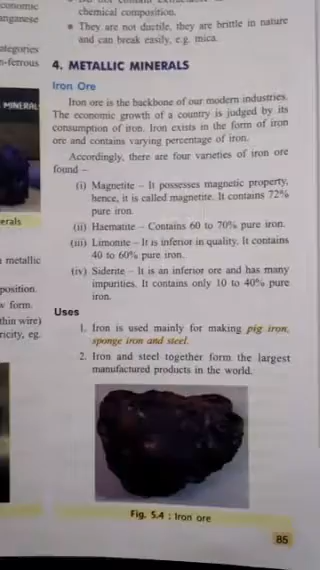 conomic
anganese
ategories
n-ferrous
MINERAL
erals
metallic
position.
w form.
thin wire)
ricity, eg.
chemical composition.
• They are not ductile, they are brittle in nature
and can break easily, e.g. mica.
4. METALLIC MINERALS
Iron Ore
Iron ore is the backbone of our modern industries.
The economic growth of a country is judged by its
consumption of iron. Iron exists in the form of iron
ore and contains varying percentage of iron.
Accordingly, there are four varieties of iron ore
found –
(i) Magnetite – It possesses magnetic property,
hence, it is called magnetite. It contains 72%
pure iron.
(ii) Haematite – Contains 60 to 70% pure iron.
(iii) Limonite – It is inferior in quality. It contains
40 to 60% pure iron.
(iv) Siderite – It is an inferior ore and has many
impurities. It contains only 10 to 40% pure
iron.
Uses
1. Iron is used mainly for making pig iron,
sponge iron and steel.
2. Iron and steel together form the largest
manufactured products in the world.
Fig. 5.4 : Iron ore
85